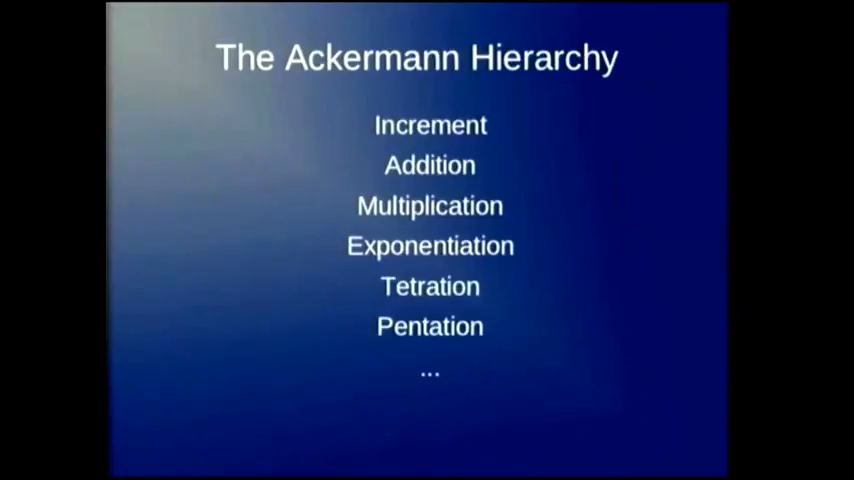 The Ackermann Hierarchy
Increment
Addition
Multiplication
Exponentiation
Tetration
Pentation
...